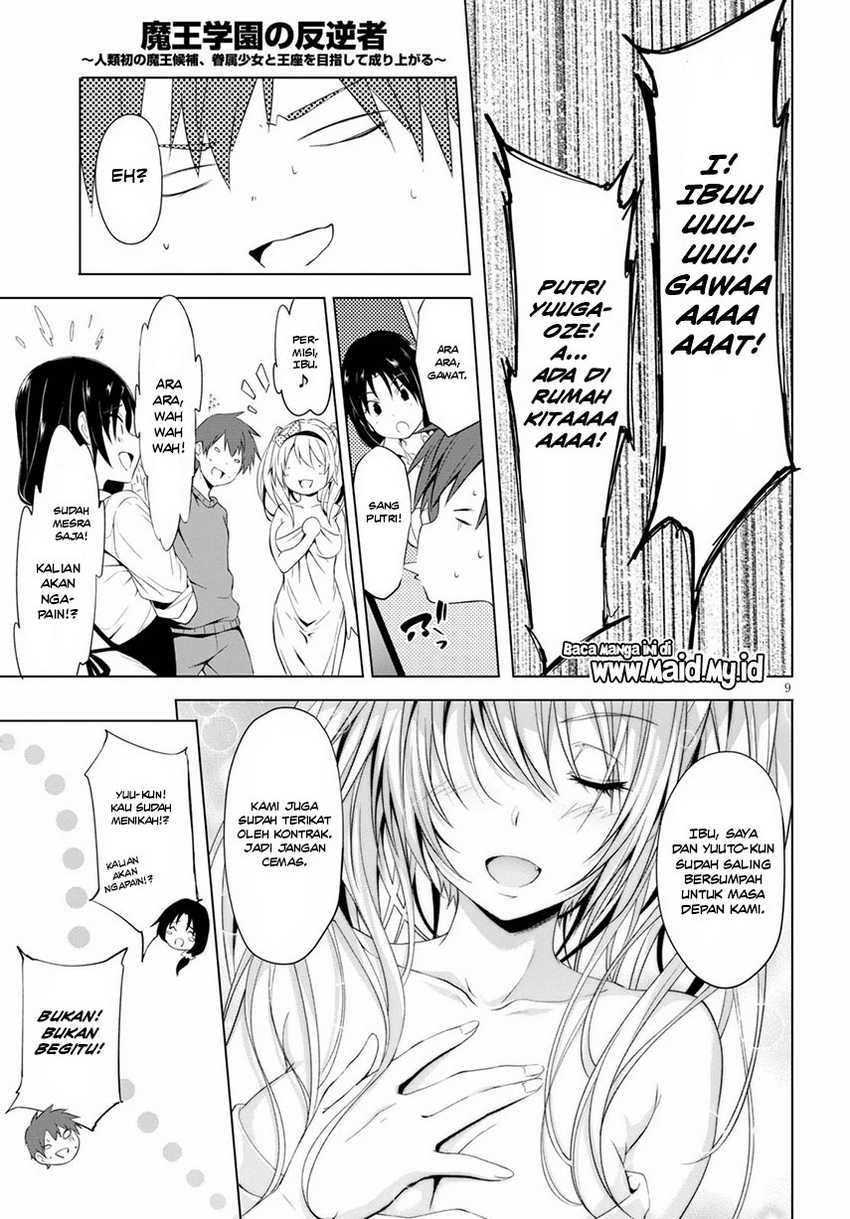 魔王学園の反逆者
~人類初の魔王候補、眷属少女と王座を目指して成り上がる~
I!
IBUU
UUU-
UUU!
GAWAA
AAAAA
AAAT!
PUTRI
YUUGA-
OZE!
A...
ADA DI
RUMAH
KITAAAA
AAAA!
EH?
ARA
ARA,
GAWAT.
SANG
PUTRI!
PER-
MISI,
IBU.
♪
ARA
ARA,
WAH
WAH
WAH!
SUDAH
MESRA
SAJA!
KALIAN
AKAN
NGA-
PAIN!?
Baca Manga ini di
www.Maid.My.id
9
IBU, SAYA
DAN YUUTO-KUN
SUDAH SALING
BERSUMPAH
UNTUK MASA
DEPAN KAMI.
KAMI JUGA
SUDAH TERIKAT
OLEH KONTRAK.
JADI JANGAN
CEMAS.
YUU-KUN!
KAU SUDAH
MENIKAH!?
KALIAN
AKAN
NGAPAIN!?
BUKAN!
BUKAN
BEGITU!